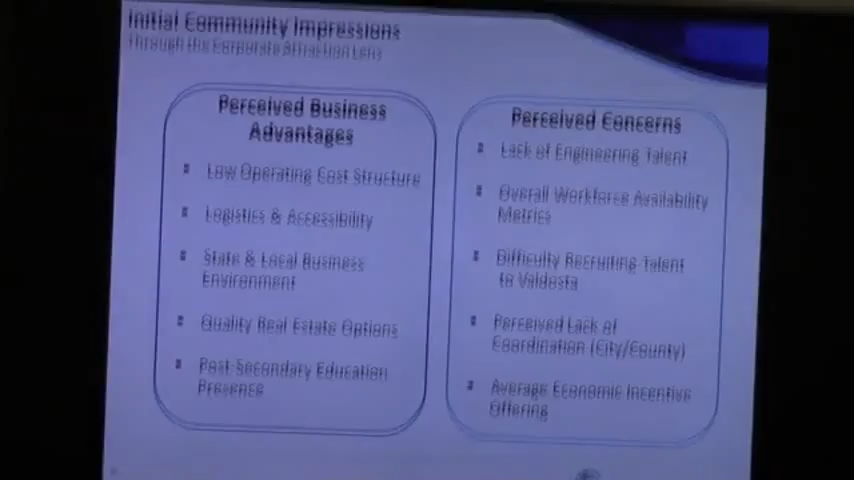 Initial Community Impressions
Through the Corporate Attraction Lens
Perceived Business
Advantages
Low Operating Cost Structure
Logistics & Accessibility
State & Local Business
Environment
Quality Real Estate Options
Post-Secondary Education
Presence
Perceived Concerns
Lack of Engineering Talent
Overall Workforce Availability
Metrics
Difficulty Recruiting Talent
to Valdosta
Perceived Lack of
Coordination (City/County)
Average Economic Incentive
Offering